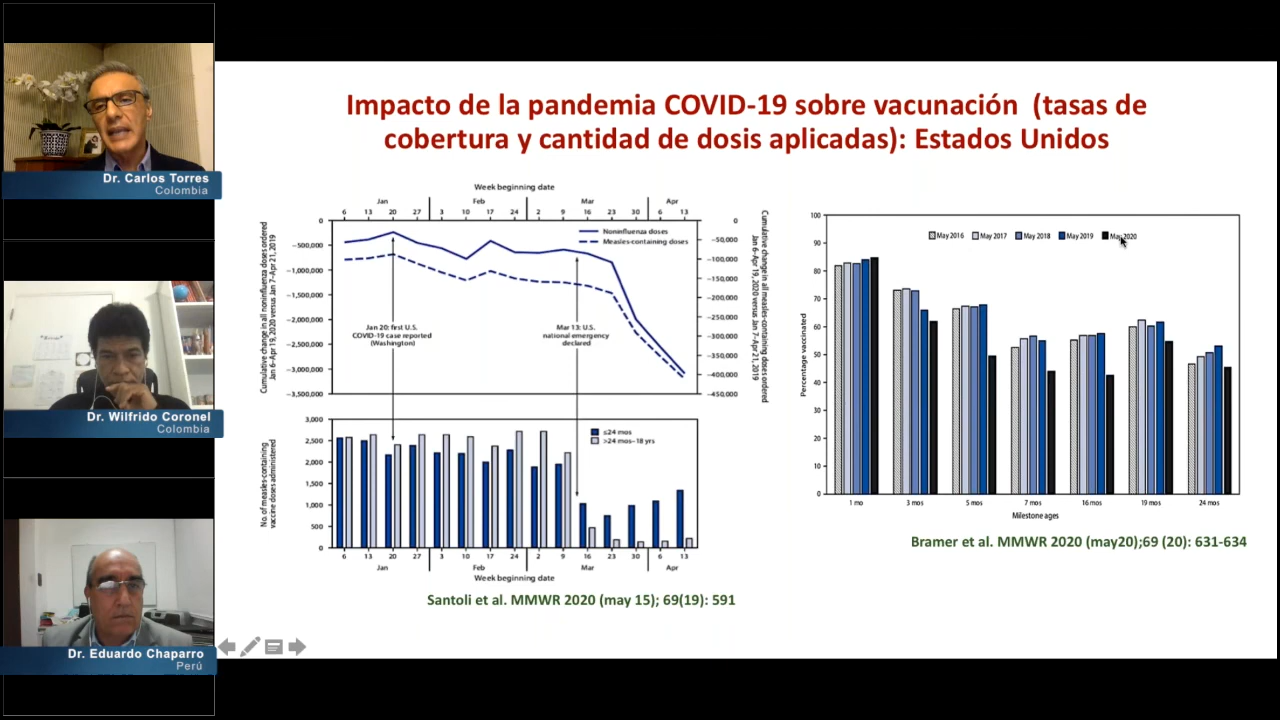 Impacto de la pandemia COVID-19 sobre vacunación (tasas de
cobertura y cantidad de dosis aplicadas): Estados Unidos
Dr. Carlos Torres
Colombia
Dr. Wilfrido Coronel
Colombia
Dr. Eduardo Chaparro
Perú
Week beginning date
Jan Feb Mar Apr
6 13 20 27 3 10 17 24 2 9 16 23 30 6 13
Cumulative change in all noninfluenza doses ordered
Jan 6–Apr 19, 2020 versus Jan 7–Apr 21, 2019
0
−500,000
−1,000,000
−1,500,000
−2,000,000
−2,500,000
−3,000,000
−3,500,000
Noninfluenza doses
Measles-containing doses
Jan 20: first U.S.
COVID-19 case reported
(Washington)
Mar 13: U.S.
national emergency
declared
0
−50,000
−100,000
−150,000
−200,000
−250,000
−300,000
−350,000
−400,000
−450,000
Cumulative change in all measles-containing doses ordered
Jan 6–Apr 19, 2020 versus Jan 7–Apr 21, 2019
No. of measles-containing
vaccine doses administered
3,000
2,500
2,000
1,500
1,000
500
0
≤24 mos
>24 mos–18 yrs
6 13 20 27 3 10 17 24 2 9 16 23 30 6 13
Jan Feb Mar Apr
Week beginning date
Santoli et al. MMWR 2020 (may 15); 69(19): 591
Percentage vaccinated
100
90
80
70
60
50
40
30
20
10
0
May 2016 May 2017 May 2018 May 2019 May 2020
1 mo 3 mos 5 mos 7 mos 16 mos 19 mos 24 mos
Milestone ages
Bramer et al. MMWR 2020 (may20);69 (20): 631-634